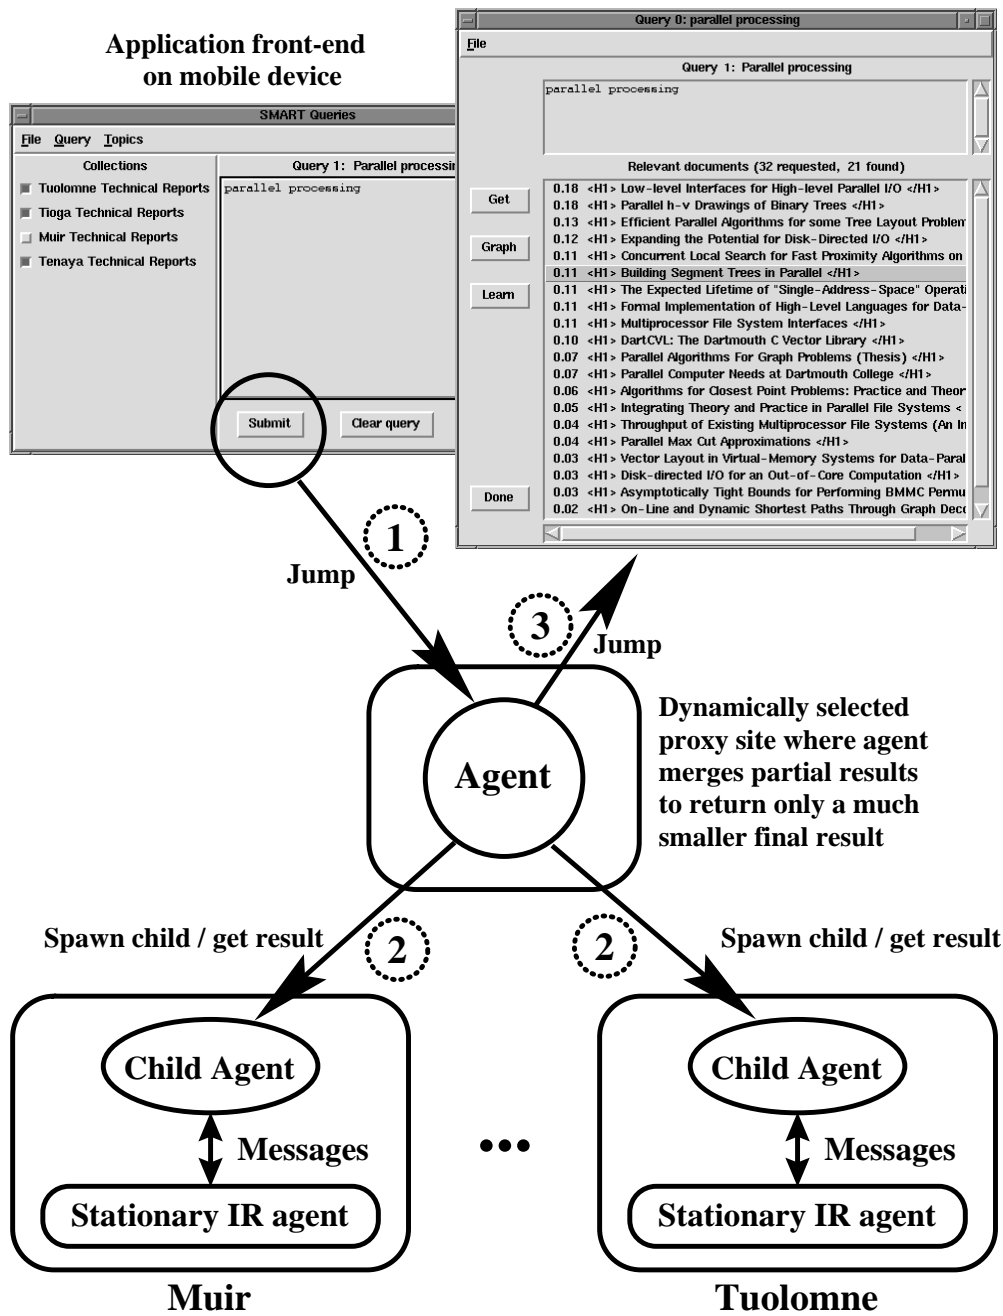 Application front-end
on mobile device
SMART Queries
File Query Topics
Collections
Tuolomne Technical Reports
Tioga Technical Reports
Muir Technical Reports
Tenaya Technical Reports
Query 1: Parallel processin
parallel processing
Submit
Clear query
Query 0: parallel processing
File
Query 1: Parallel processing
parallel processing
Relevant documents (32 requested, 21 found)
Get
Graph
Learn
Done
0.18 <H1> Low-level Interfaces for High-level Parallel I/O </H1>
0.18 <H1> Parallel h-v Drawings of Binary Trees </H1>
0.13 <H1> Efficient Parallel Algorithms for some Tree Layout Problem
0.12 <H1> Expanding the Potential for Disk-Directed I/O </H1>
0.11 <H1> Concurrent Local Search for Fast Proximity Algorithms on
0.11 <H1> Building Segment Trees in Parallel </H1>
0.11 <H1> The Expected Lifetime of "Single-Address-Space" Operati
0.11 <H1> Formal Implementation of High-Level Languages for Data-
0.11 <H1> Multiprocessor File System Interfaces </H1>
0.10 <H1> DartCVL: The Dartmouth C Vector Library </H1>
0.07 <H1> Parallel Algorithms For Graph Problems (Thesis) </H1>
0.07 <H1> Parallel Computer Needs at Dartmouth College </H1>
0.06 <H1> Algorithms for Closest Point Problems: Practice and Theor
0.05 <H1> Integrating Theory and Practice in Parallel File Systems <
0.04 <H1> Throughput of Existing Multiprocessor File Systems (An In
0.04 <H1> Parallel Max Cut Approximations </H1>
0.03 <H1> Vector Layout in Virtual-Memory Systems for Data-Paral
0.03 <H1> Disk-directed I/O for an Out-of-Core Computation </H1>
0.03 <H1> Asymptotically Tight Bounds for Performing BMMC Permu
0.02 <H1> On-Line and Dynamic Shortest Paths Through Graph Dec
1
Jump
3
Jump
Agent
Dynamically selected
proxy site where agent
merges partial results
to return only a much
smaller final result
Spawn child / get result
2
2
Spawn child / get result
Child Agent
Messages
Stationary IR agent
Muir
•••
Child Agent
Messages
Stationary IR agent
Tuolomne